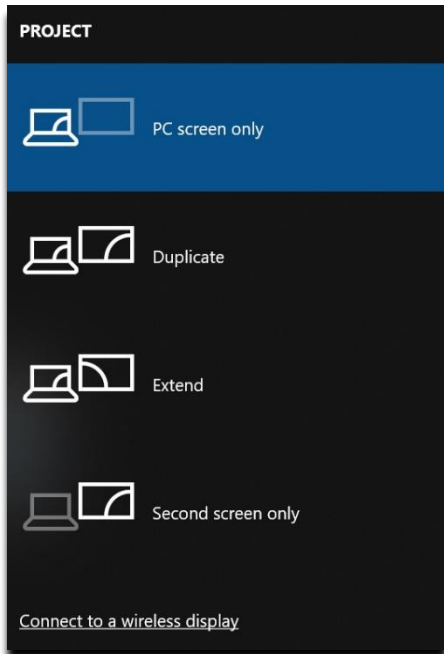 PROJECT
PC screen only
Duplicate
Extend
Second screen only
Connect to a wireless display